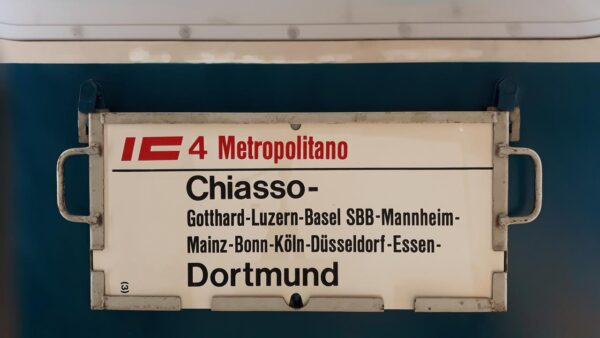 IC 4 Metropolitano
Chiasso-
Gotthard-Luzern-Basel SBB-Mannheim-
Mainz-Bonn-Köln-Düsseldorf-Essen-
Dortmund
(3)